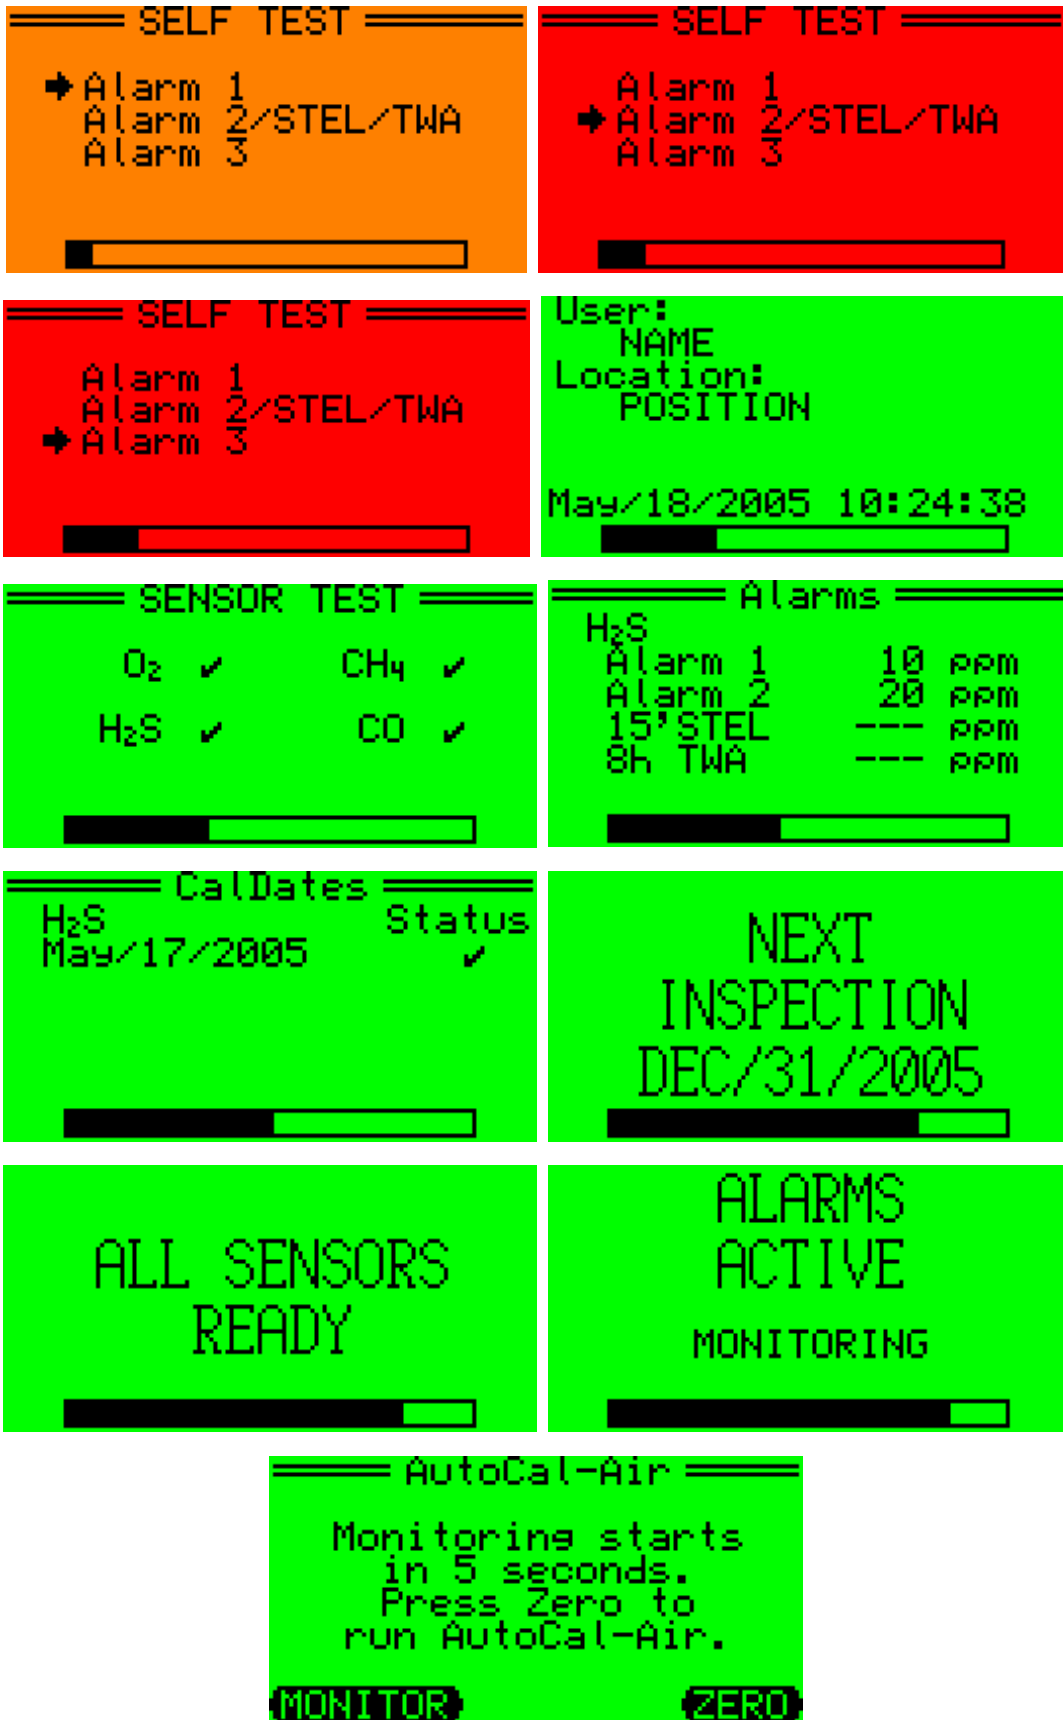 SELF TEST
Alarm 1
Alarm 2/STEL/TWA
Alarm 3
SELF TEST
Alarm 1
Alarm 2/STEL/TWA
Alarm 3
SELF TEST
Alarm 1
Alarm 2/STEL/TWA
Alarm 3
User:
NAME
Location:
POSITION
May/18/2005 10:24:38
SENSOR TEST
O₂ ✔ CH₄ ✔
H₂S ✔ CO ✔
Alarms
H₂S
Alarm 1 10 ppm
Alarm 2 20 ppm
15'STEL --- ppm
8h TWA --- ppm
CalDates
H₂S Status
May/17/2005 ✔
NEXT
INSPECTION
DEC/31/2005
ALL SENSORS
READY
ALARMS
ACTIVE
MONITORING
AutoCal-Air
Monitoring starts
in 5 seconds.
Press Zero to
run AutoCal-Air.
MONITOR ZERO